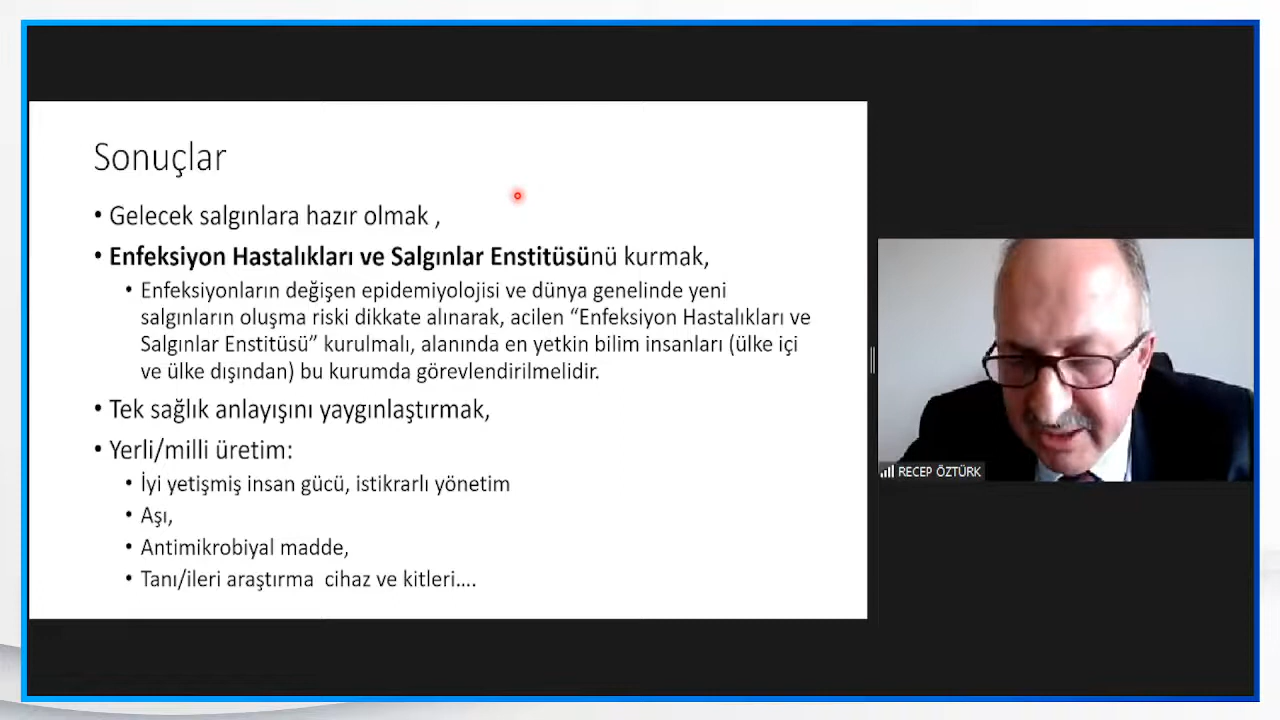 Sonuçlar
• Gelecek salgınlara hazır olmak ,
• Enfeksiyon Hastalıkları ve Salgınlar Enstitüsünü kurmak,
• Enfeksiyonların değişen epidemiyolojisi ve dünya genelinde yeni
salgınların oluşma riski dikkate alınarak, acilen “Enfeksiyon Hastalıkları ve
Salgınlar Enstitüsü” kurulmalı, alanında en yetkin bilim insanları (ülke içi
ve ülke dışından) bu kurumda görevlendirilmelidir.
• Tek sağlık anlayışını yaygınlaştırmak,
• Yerli/milli üretim:
• İyi yetişmiş insan gücü, istikrarlı yönetim
• Aşı,
• Antimikrobiyal madde,
• Tanı/ileri araştırma  cihaz ve kitleri....
RECEP ÖZTÜRK